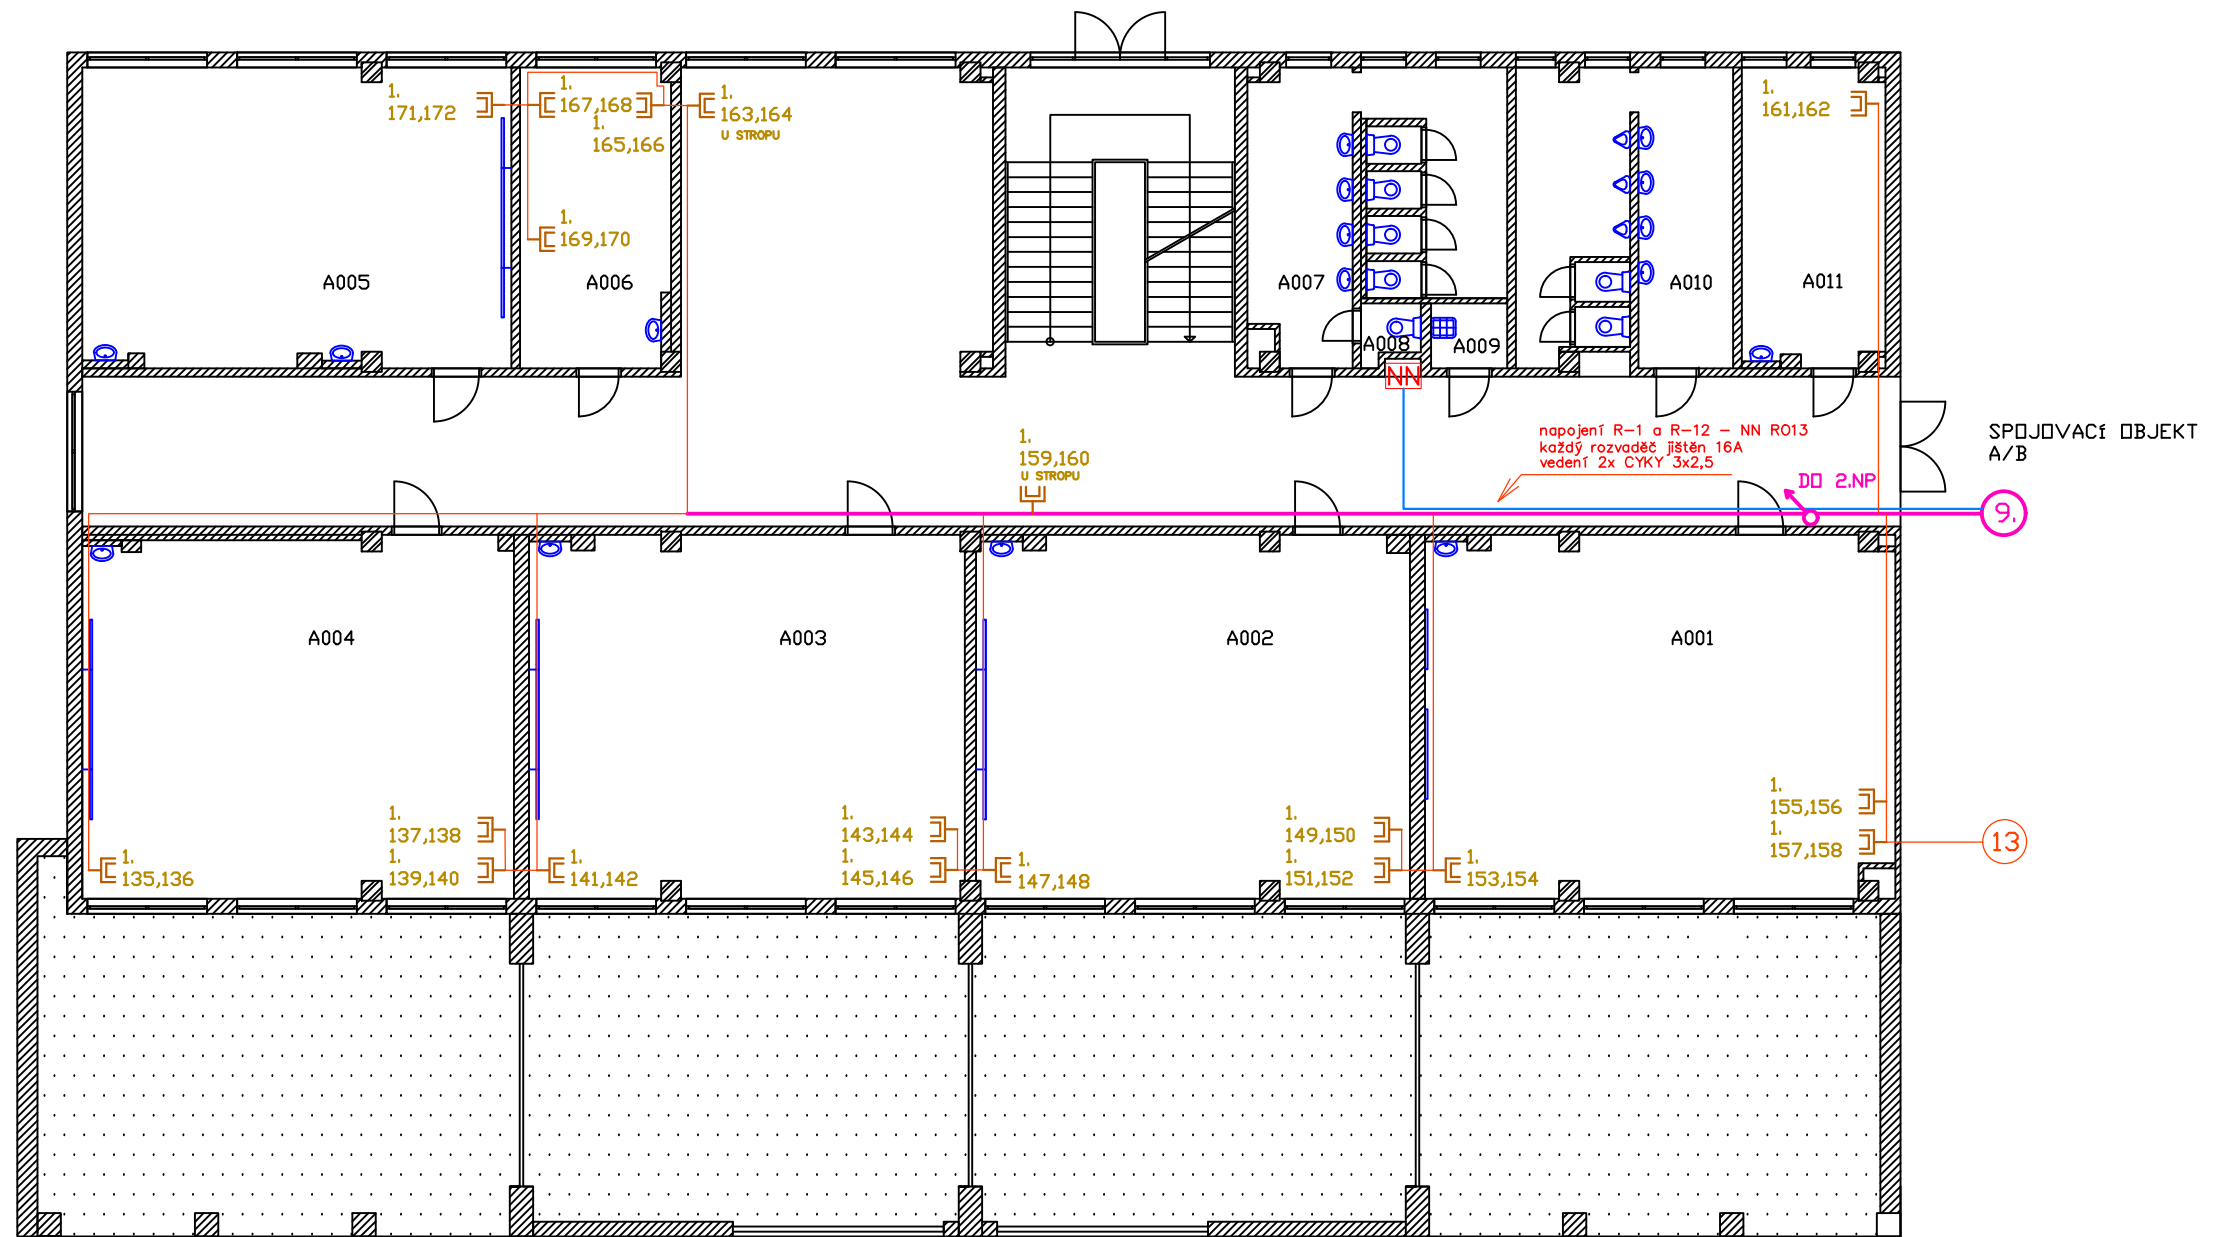 1.
171,172
1.
167,168
1.
165,166
1.
163,164
U STROPU
1.
161,162
1.
169,170
A005
A006
A007
A008
A009
A010
A011
NN
1.
159,160
U STROPU
napojení R-1 a R-12 - NN RO13
každý rozvaděč jištěn 16A
vedení 2x CYKY 3x2,5
DO 2.NP
SPOJOVACÍ OBJEKT
A/B
9.
A004
A003
A002
A001
1.
137,138
1.
139,140
1.
135,136
1.
141,142
1.
143,144
1.
145,146
1.
147,148
1.
149,150
1.
151,152
1.
153,154
1.
155,156
1.
157,158
13